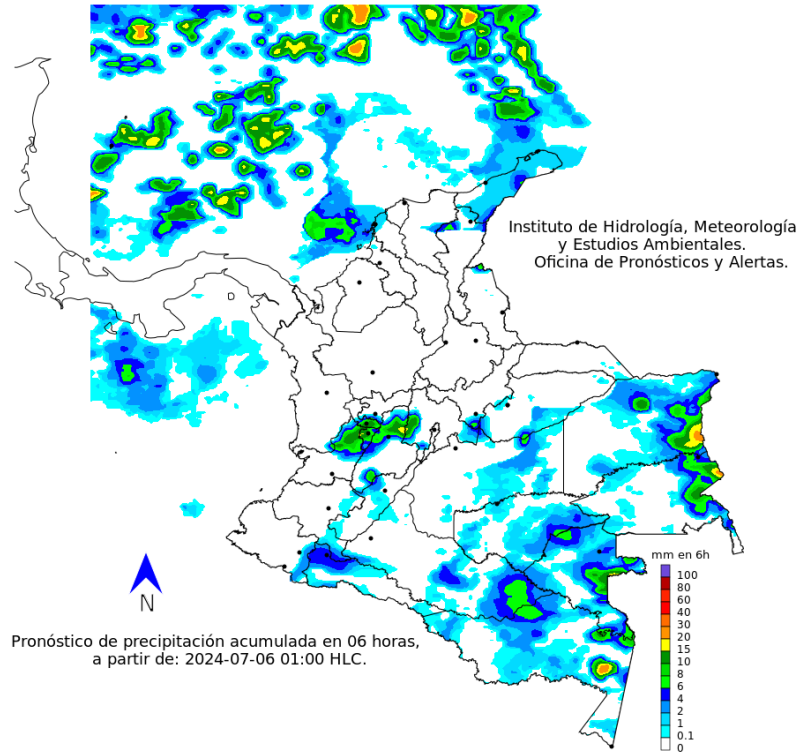 Instituto de Hidrología, Meteorología
y Estudios Ambientales.
Oficina de Pronósticos y Alertas.
mm en 6h
100
80
60
40
30
20
15
10
8
6
4
2
1
0.1
0
N
Pronóstico de precipitación acumulada en 06 horas,
a partir de: 2024-07-06 01:00 HLC.